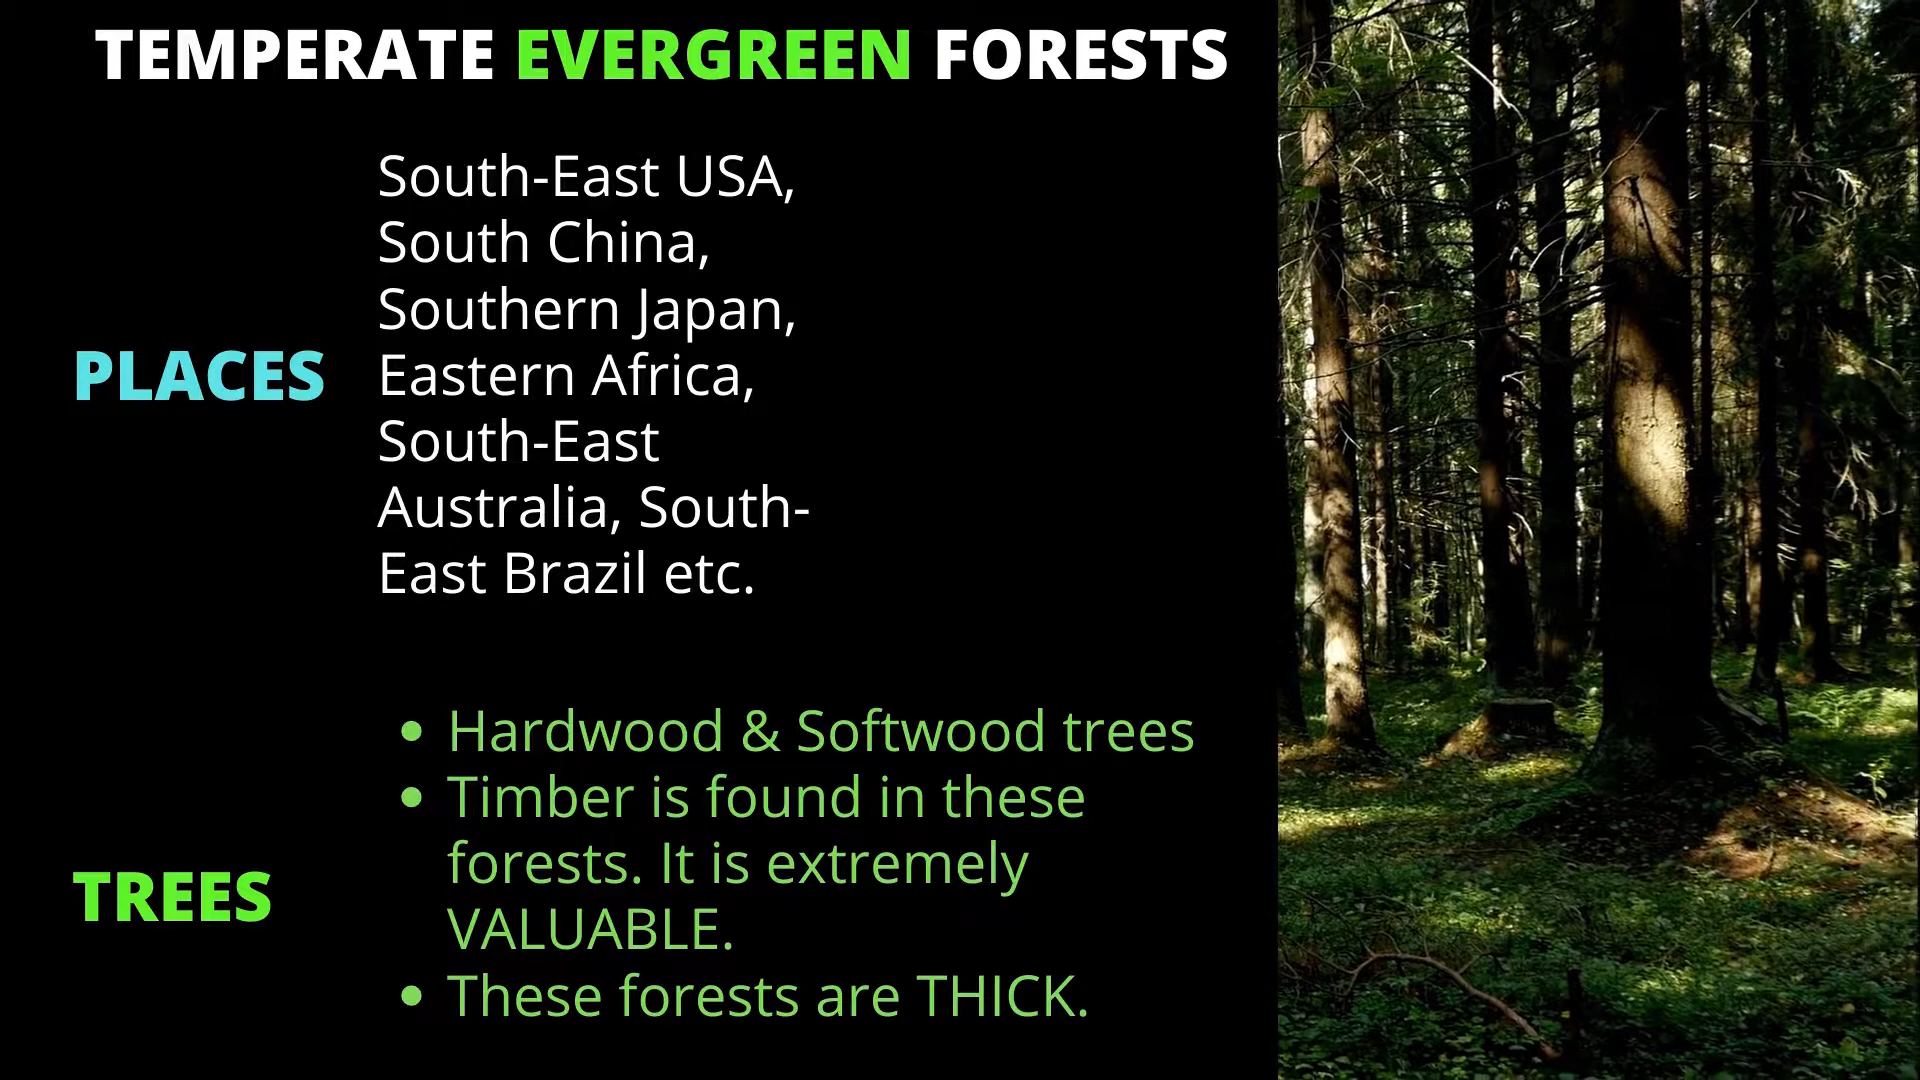 TEMPERATE EVERGREEN FORESTS
PLACES
South-East USA,
South China,
Southern Japan,
Eastern Africa,
South-East
Australia, South-
East Brazil etc.
TREES
• Hardwood & Softwood trees
• Timber is found in these
forests. It is extremely
VALUABLE.
• These forests are THICK.